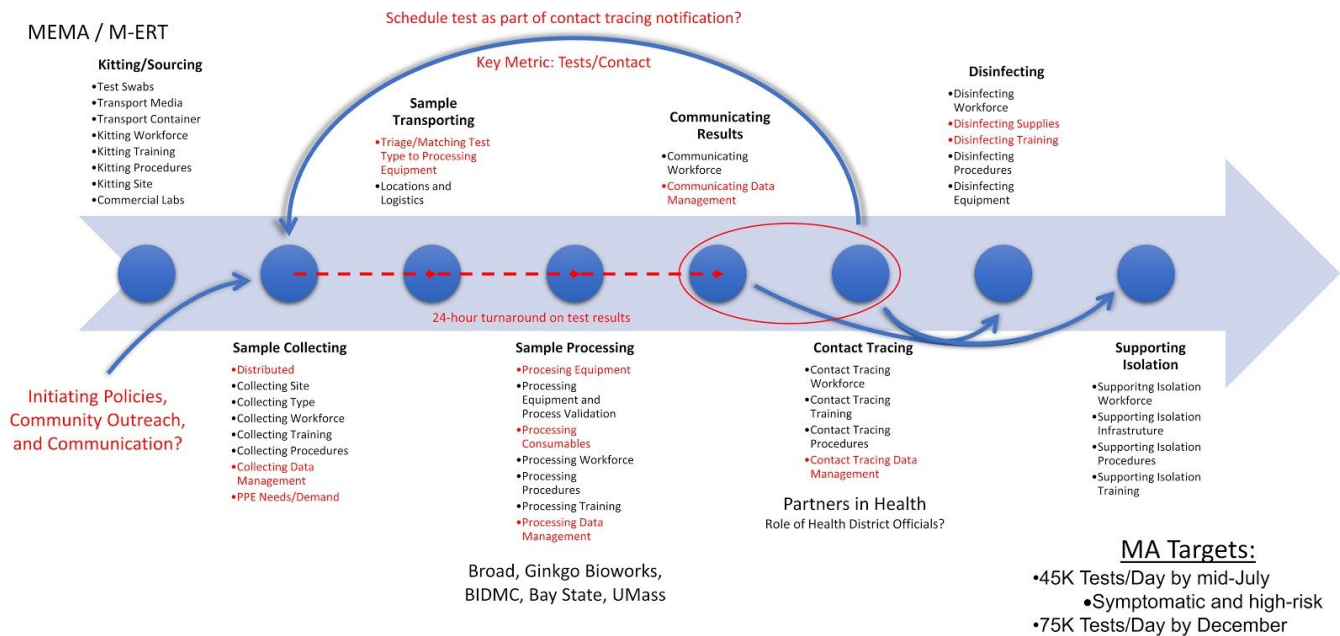 Schedule test as part of contact tracing notification?
MEMA / M-ERT
Key Metric: Tests/Contact
Kitting/Sourcing
•Test Swabs
•Transport Media
•Transport Container
•Kitting Workforce
•Kitting Training
•Kitting Procedures
•Kitting Site
•Commercial Labs
Sample
Transporting
•Triage/Matching Test
Type to Processing
Equipment
•Locations and
Logistics
Communicating
Results
•Communicating
Workforce
•Communicating Data
Management
Disinfecting
•Disinfecting
Workforce
•Disinfecting Supplies
•Disinfecting Training
•Disinfecting
Procedures
•Disinfecting
Equipment
24-hour turnaround on test results
Initiating Policies,
Community Outreach,
and Communication?
Sample Collecting
•Distributed
•Collecting Site
•Collecting Type
•Collecting Workforce
•Collecting Training
•Collecting Procedures
•Collecting Data
Management
•PPE Needs/Demand
Sample Processing
•Procesing Equipment
•Processing
Equipment and
Process Validation
•Processing
Consumables
•Processing Workforce
•Processing
Procedures
•Processing Training
•Processing Data
Management
Broad, Ginkgo Bioworks,
BIDMC, Bay State, UMass
Contact Tracing
•Contact Tracing
Workforce
•Contact Tracing
Training
•Contact Tracing
Procedures
•Contact Tracing Data
Management
Partners in Health
Role of Health District Officials?
Supporting
Isolation
•Supporitng Isolation
Workforce
•Supporting Isolation
Infrastruture
•Supporting Isolation
Procedures
•Supporting Isolation
Training
MA Targets:
•45K Tests/Day by mid-July
•Symptomatic and high-risk
•75K Tests/Day by December